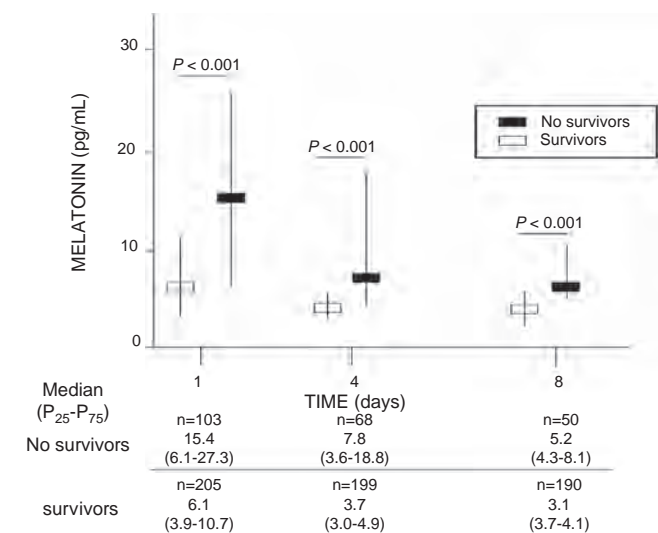 30
P < 0.001
No survivors
Survivors
20
P < 0.001
MELATONIN (pg/mL)
P < 0.001
10
0
1 4 8
TIME (days)
Median
(P25-P75)
n=103 n=68 n=50
No survivors 15.4 7.8 5.2
(6.1-27.3) (3.6-18.8) (4.3-8.1)
n=205 n=199 n=190
survivors 6.1 3.7 3.1
(3.9-10.7) (3.0-4.9) (3.7-4.1)